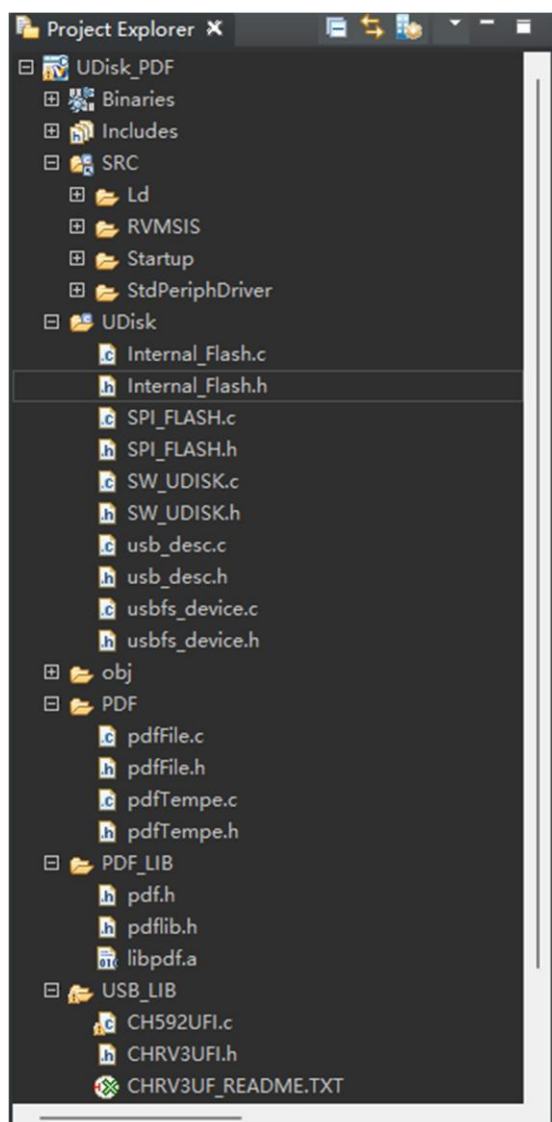 Project Explorer
UDisk_PDF
Binaries
Includes
SRC
Ld
RVMSIS
Startup
StdPeriphDriver
UDisk
Internal_Flash.c
Internal_Flash.h
SPI_FLASH.c
SPI_FLASH.h
SW_UDISK.c
SW_UDISK.h
usb_desc.c
usb_desc.h
usbfs_device.c
usbfs_device.h
obj
PDF
pdfFile.c
pdfFile.h
pdfTempe.c
pdfTempe.h
PDF_LIB
pdf.h
pdflib.h
libpdf.a
USB_LIB
CH592UFI.c
CHRV3UFI.h
CHRV3UF_README.TXT